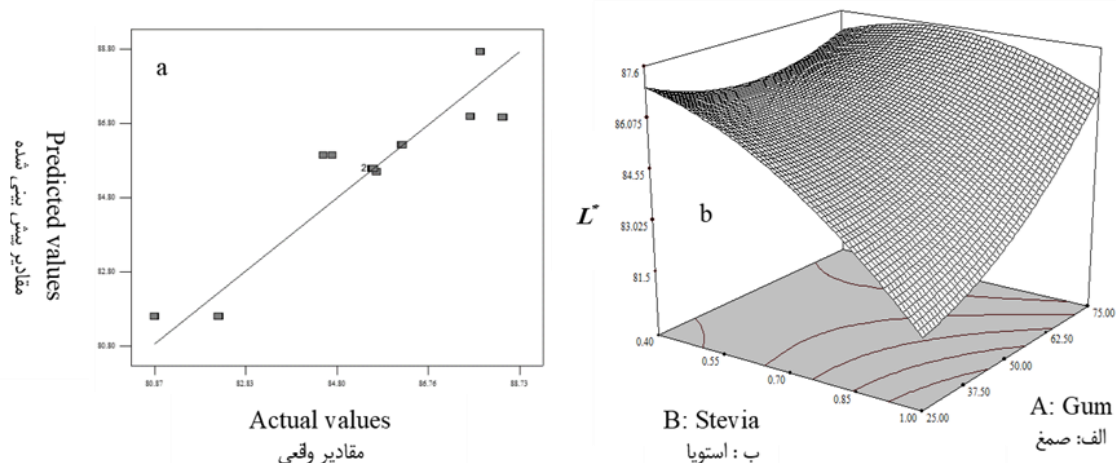 a
88.80
86.80
84.80
82.80
80.80
2
80.87
82.83
84.80
86.76
88.73
Predicted values
مقادیر پیش بینی شده
Actual values
مقادیر واقعی
b
L*
87.6
86.075
84.55
83.025
81.5
0.40
0.55
0.70
0.85
1.00
25.00
37.50
50.00
62.50
75.00
B: Stevia
ب : استویا
A: Gum
الف: صمغ